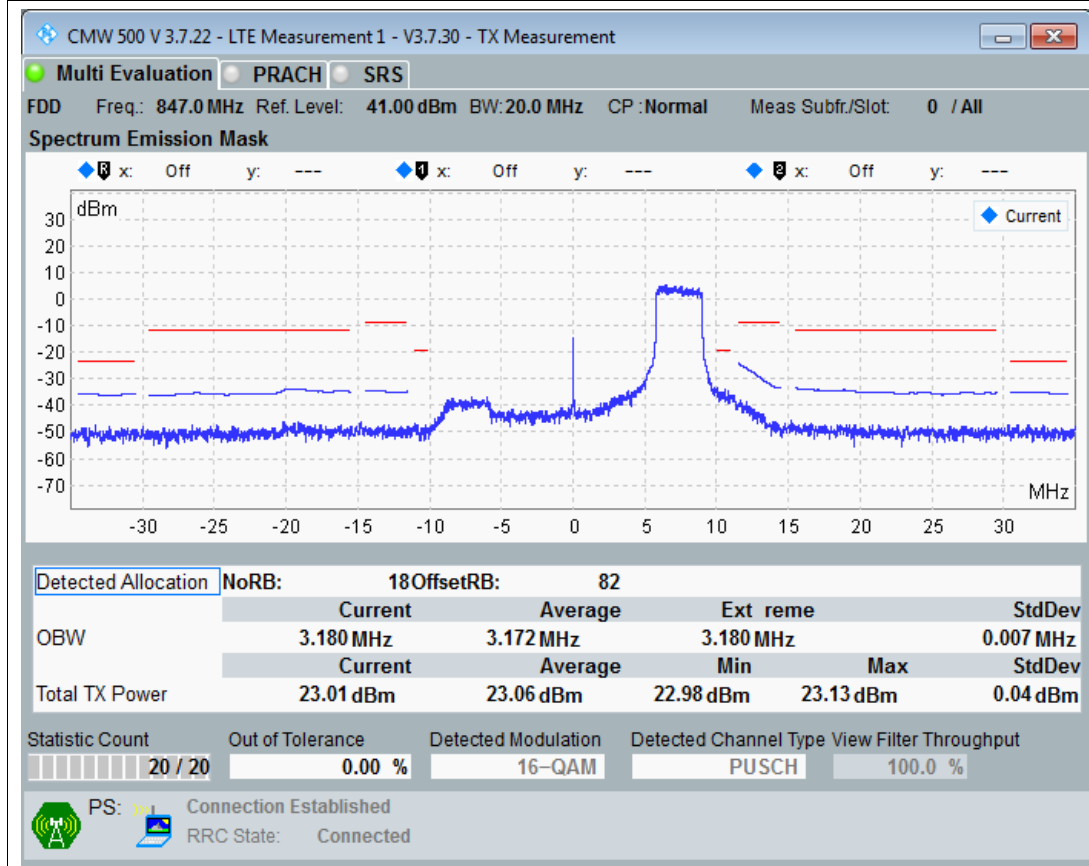 CMW 500 V 3.7.22 - LTE Measurement 1 - V3.7.30 - TX Measurement
Multi Evaluation PRACH SRS
FDD Freq.: 847.0 MHz Ref. Level: 41.00 dBm BW: 20.0 MHz CP : Normal Meas Subfr./Slot: 0 / All
Spectrum Emission Mask
R x: Off y: --- 1 x: Off y: --- 2 x: Off y: ---
dBm
Current
30
20
10
0
-10
-20
-30
-40
-50
-60
-70
MHz
-30 -25 -20 -15 -10 -5 0 5 10 15 20 25 30
Detected Allocation NoRB: 18 OffsetRB: 82
Current Average Ext reme StdDev
OBW 3.180 MHz 3.172 MHz 3.180 MHz 0.007 MHz
Current Average Min Max StdDev
Total TX Power 23.01 dBm 23.06 dBm 22.98 dBm 23.13 dBm 0.04 dBm
Statistic Count Out of Tolerance Detected Modulation Detected Channel Type View Filter Throughput
20 / 20 0.00 % 16-QAM PUSCH 100.0 %
PS: Connection Established
RRC State: Connected